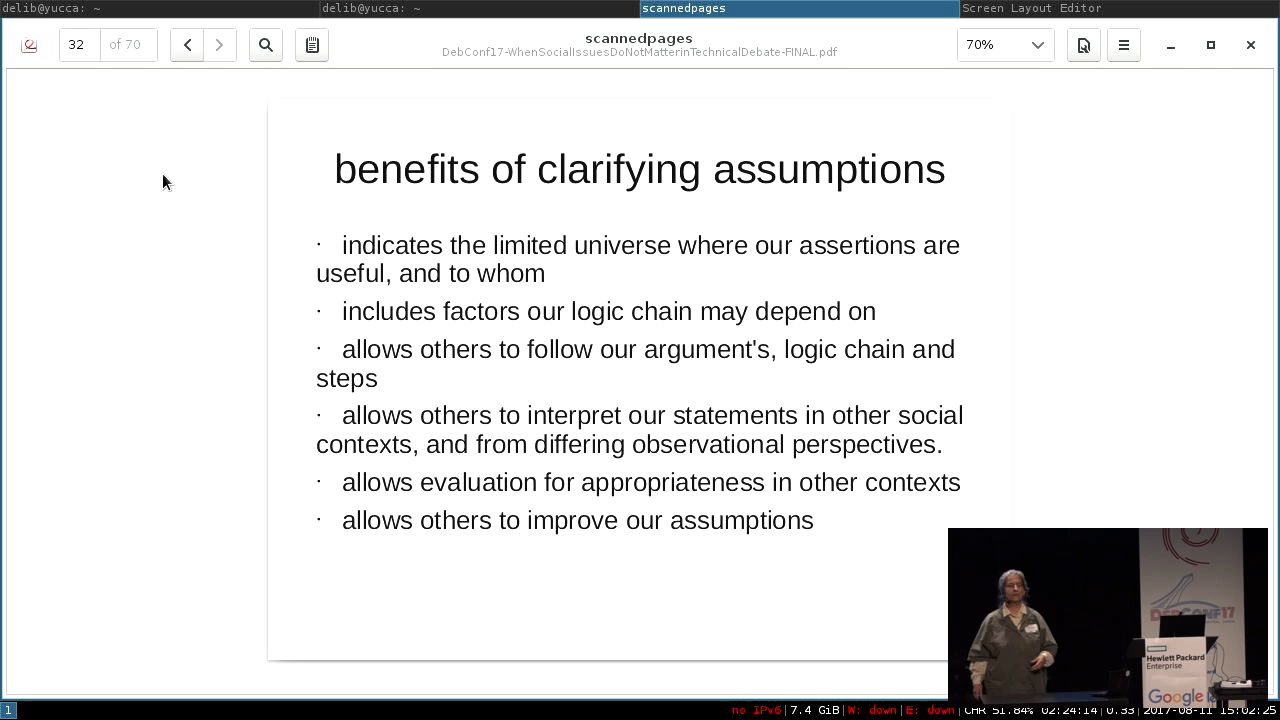 delib@yucca: ~
delib@yucca: ~
scannedpages
Screen Layout Editor
32
of 70
scannedpages
DebConf17-WhenSocialIssuesDoNotMatterinTechnicalDebate-FINAL.pdf
70%
benefits of clarifying assumptions
· indicates the limited universe where our assertions are
useful, and to whom
· includes factors our logic chain may depend on
· allows others to follow our argument's, logic chain and
steps
· allows others to interpret our statements in other social
contexts, and from differing observational perspectives.
· allows evaluation for appropriateness in other contexts
· allows others to improve our assumptions
DEBCONF17
Hewlett Packard
Enterprise
Google
1
no IPv6|7.4 GiB|W: down|E: down|CHR 51.84% 02:24:14|0.33|2017-08-11 15:02:25